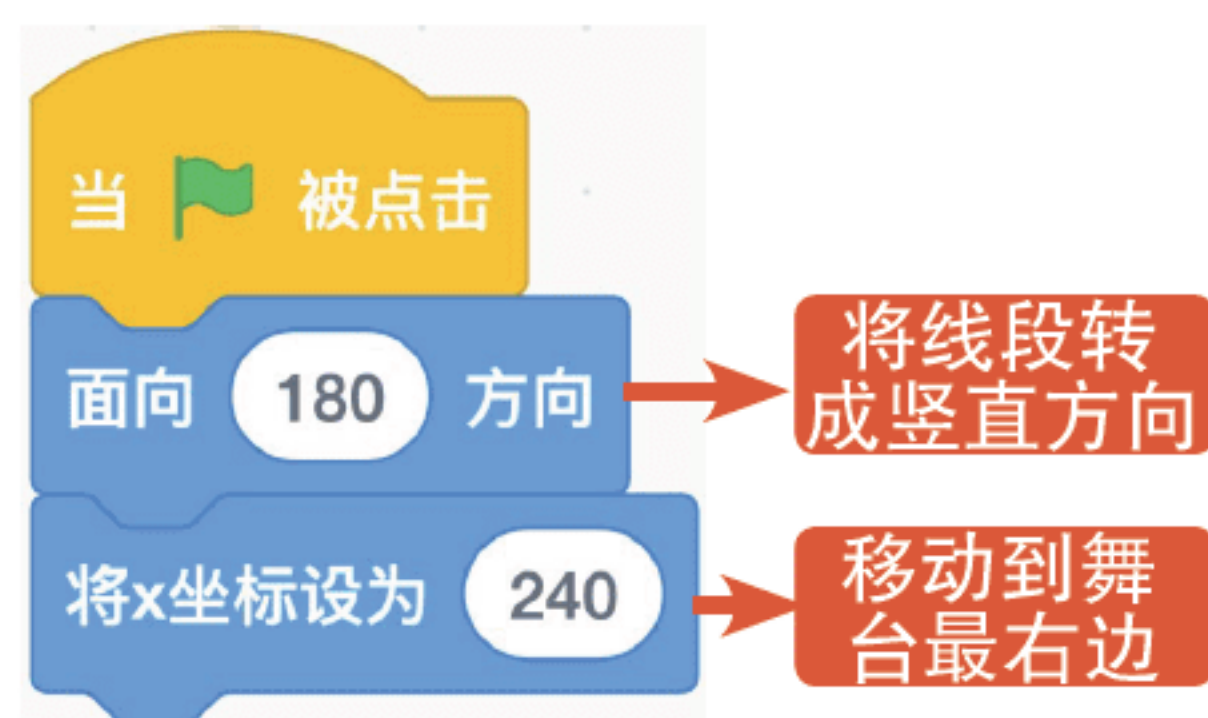 当 被点击
面向 180 方向
将线段转
成竖直方向
将x坐标设为 240
移动到舞
台最右边